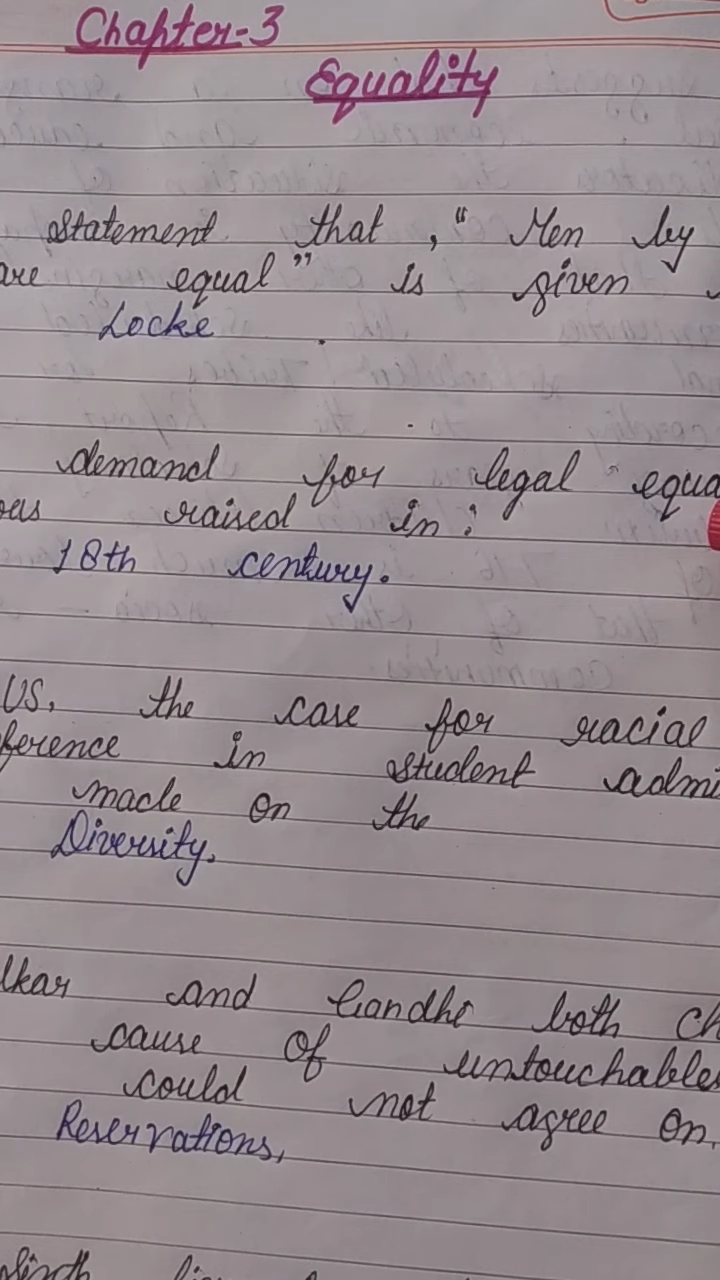 Chapter-3
Equality
statement that, "Men by
are equal" is given
Locke.
demand for legal equa
raised in:
18th century.
US, the case for racial
ference in student admi
made on the
Diversity.
lkar and Gandhi both ch
cause of untouchables
could not agree on.
Reservations,